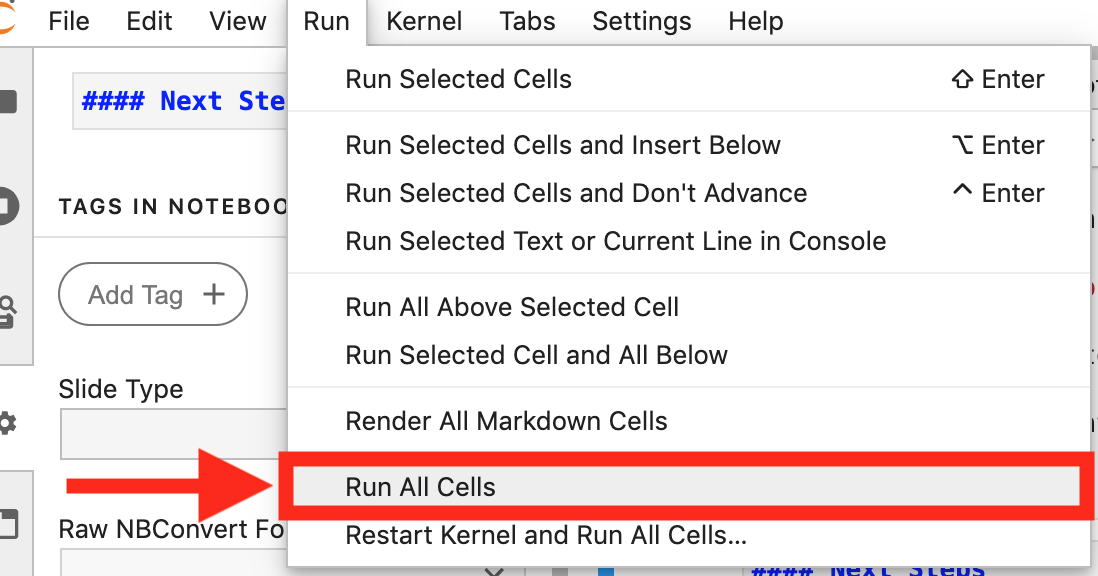 File Edit View Run Kernel Tabs Settings Help
Run Selected Cells ⇧ Enter
#### Next Ste
Run Selected Cells and Insert Below ⌥ Enter
Run Selected Cells and Don't Advance ^ Enter
TAGS IN NOTEBOO
Run Selected Text or Current Line in Console
Add Tag +
Run All Above Selected Cell
Run Selected Cell and All Below
Slide Type
Render All Markdown Cells
Run All Cells
Raw NBConvert Fo
Restart Kernel and Run All Cells...
#### Next Steps